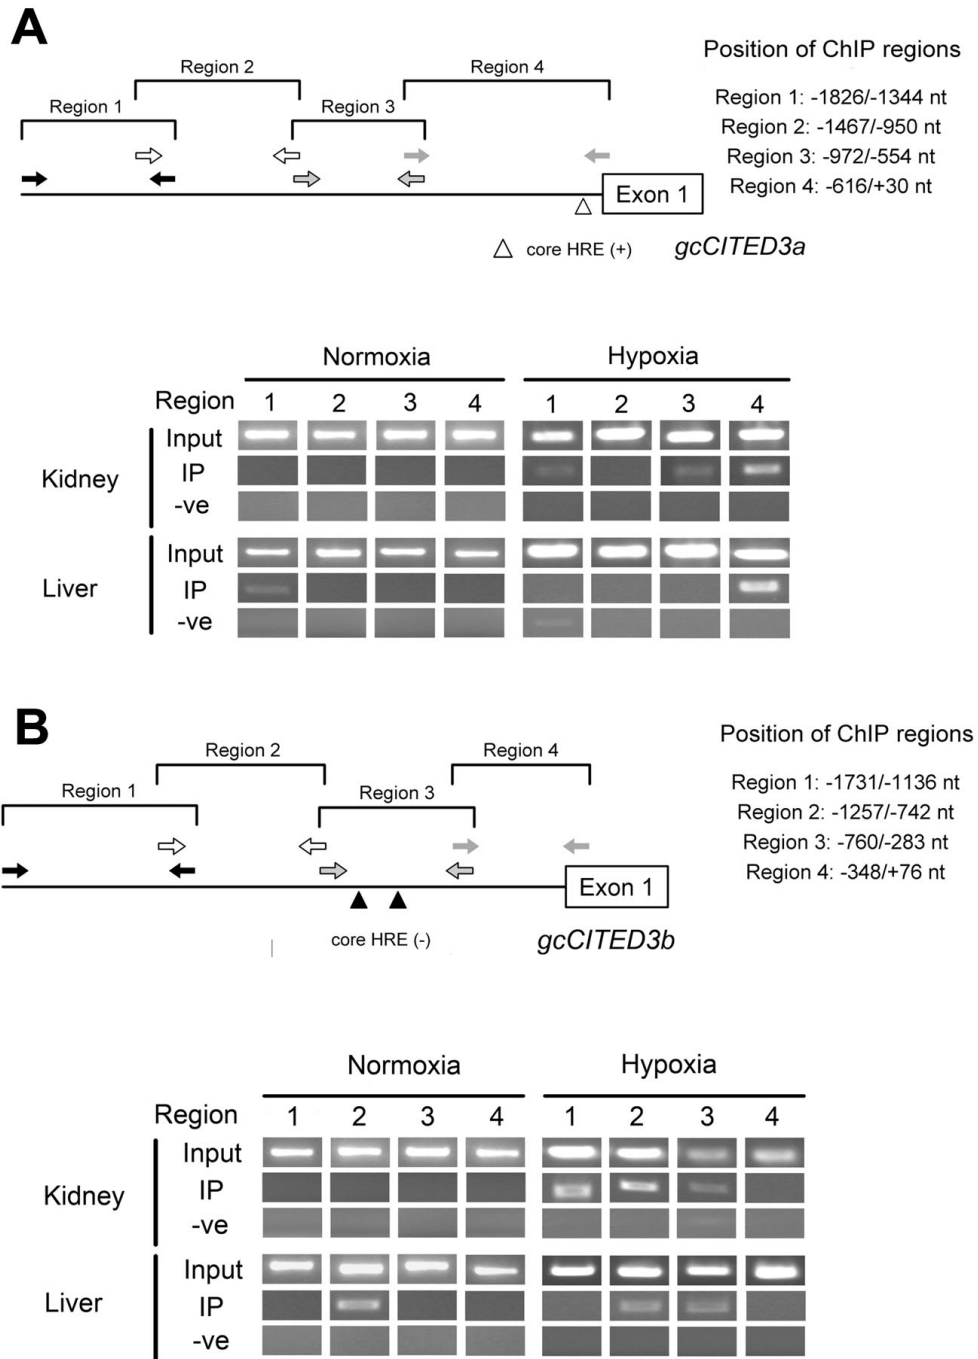 A
Position of ChIP regions
Region 2
Region 4
Region 1
Region 3
Region 1: -1826/-1344 nt
Region 2: -1467/-950 nt
Region 3: -972/-554 nt
Region 4: -616/+30 nt
Exon 1
core HRE (+)
gcCITED3a
Normoxia Hypoxia
Region 1 2 3 4 1 2 3 4
Kidney
Input
IP
-ve
Liver
Input
IP
-ve
B
Position of ChIP regions
Region 2
Region 4
Region 1
Region 3
Region 1: -1731/-1136 nt
Region 2: -1257/-742 nt
Region 3: -760/-283 nt
Region 4: -348/+76 nt
Exon 1
core HRE (-)
gcCITED3b
Normoxia Hypoxia
Region 1 2 3 4 1 2 3 4
Kidney
Input
IP
-ve
Liver
Input
IP
-ve